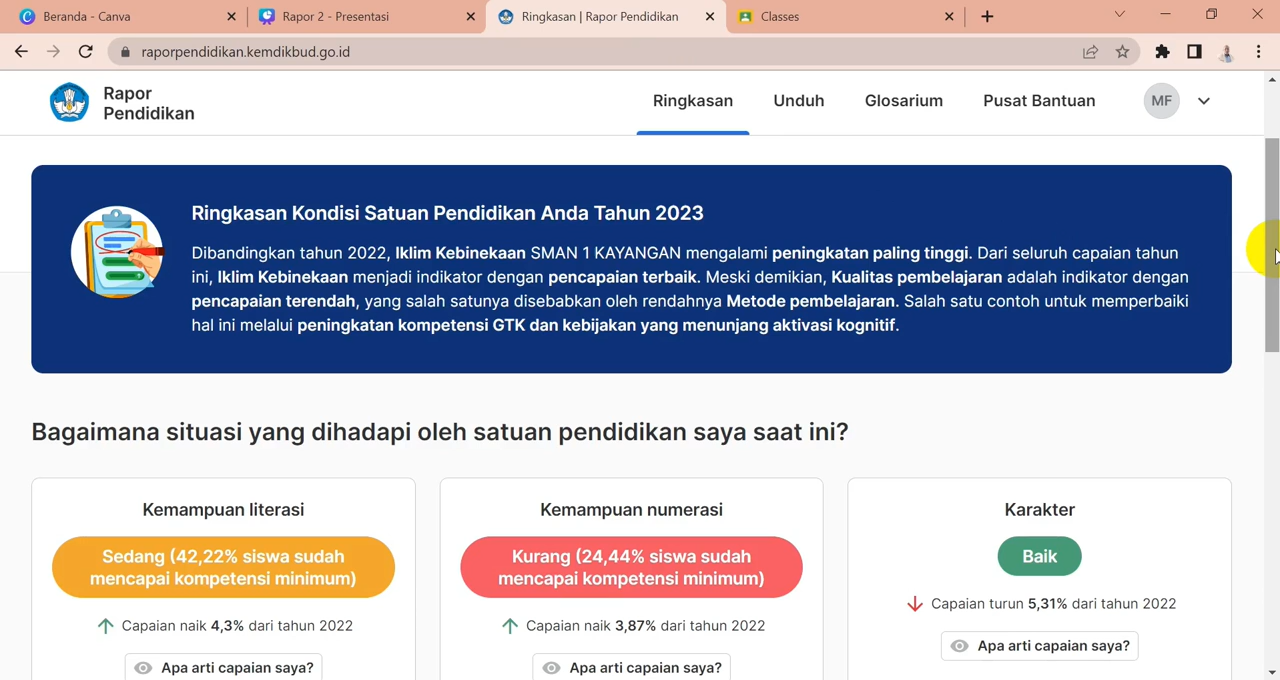 Beranda - Canva
Rapor 2 - Presentasi
Ringkasan | Rapor Pendidikan
Classes
raporpendidikan.kemdikbud.go.id
Rapor
Pendidikan
Ringkasan
Unduh
Glosarium
Pusat Bantuan
MF
Ringkasan Kondisi Satuan Pendidikan Anda Tahun 2023
Dibandingkan tahun 2022, Iklim Kebinekaan SMAN 1 KAYANGAN mengalami peningkatan paling tinggi. Dari seluruh capaian tahun
ini, Iklim Kebinekaan menjadi indikator dengan pencapaian terbaik. Meski demikian, Kualitas pembelajaran adalah indikator dengan
pencapaian terendah, yang salah satunya disebabkan oleh rendahnya Metode pembelajaran. Salah satu contoh untuk memperbaiki
hal ini melalui peningkatan kompetensi GTK dan kebijakan yang menunjang aktivasi kognitif.
Bagaimana situasi yang dihadapi oleh satuan pendidikan saya saat ini?
Kemampuan literasi
Sedang (42,22% siswa sudah
mencapai kompetensi minimum)
Capaian naik 4,3% dari tahun 2022
Apa arti capaian saya?
Kemampuan numerasi
Kurang (24,44% siswa sudah
mencapai kompetensi minimum)
Capaian naik 3,87% dari tahun 2022
Apa arti capaian saya?
Karakter
Baik
Capaian turun 5,31% dari tahun 2022
Apa arti capaian saya?